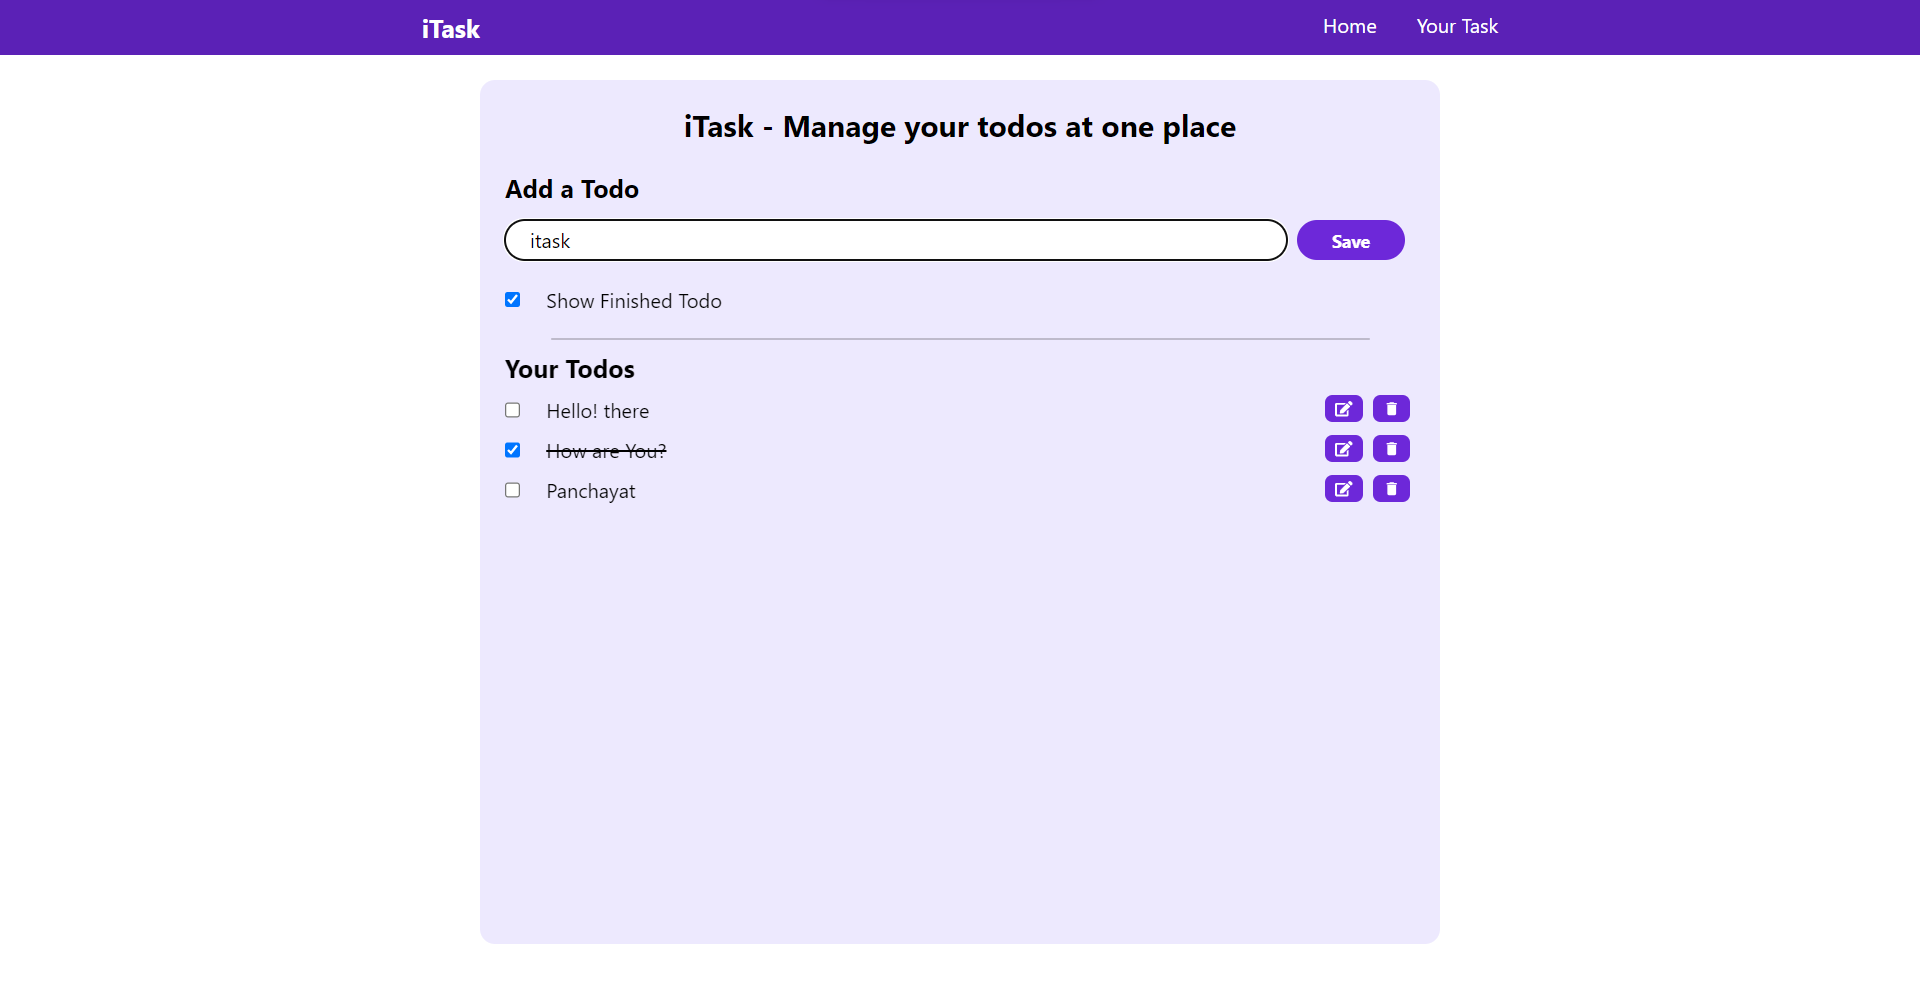 iTask
Home
Your Task
iTask - Manage your todos at one place
Add a Todo
itask
Save
Show Finished Todo
Your Todos
Hello! there
How are You?
Panchayat